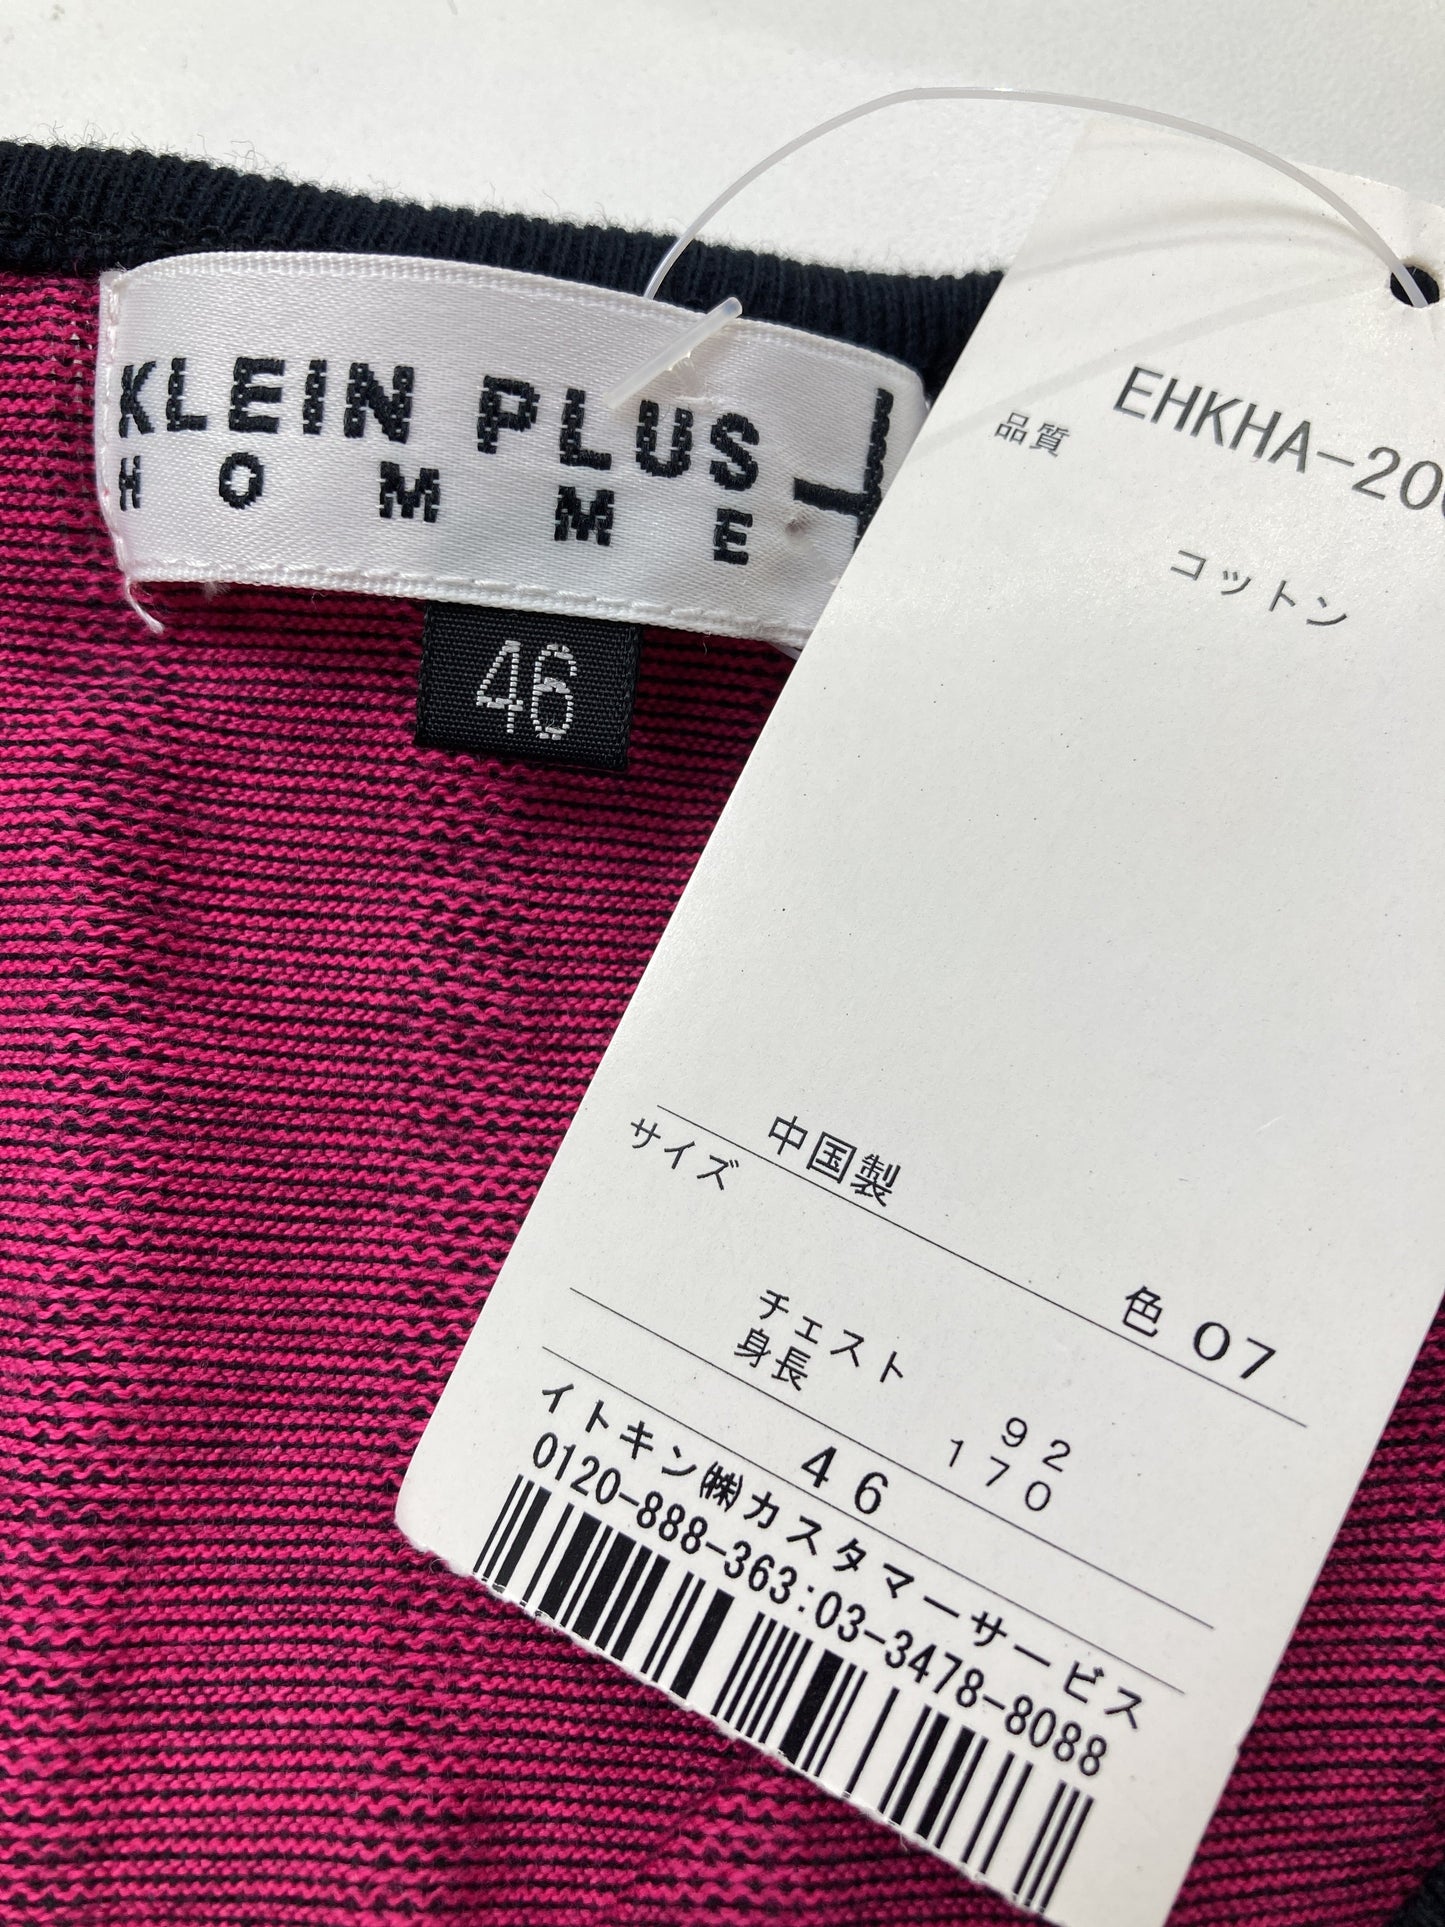 KLEIN PLUS
HOMME
46
EHKHA-20
品質
コットン
中国製
サイズ
色 07
チェスト 92
身長 170
46
イトキン㈱カスタマーサービス
0120-888-363:03-3478-8088